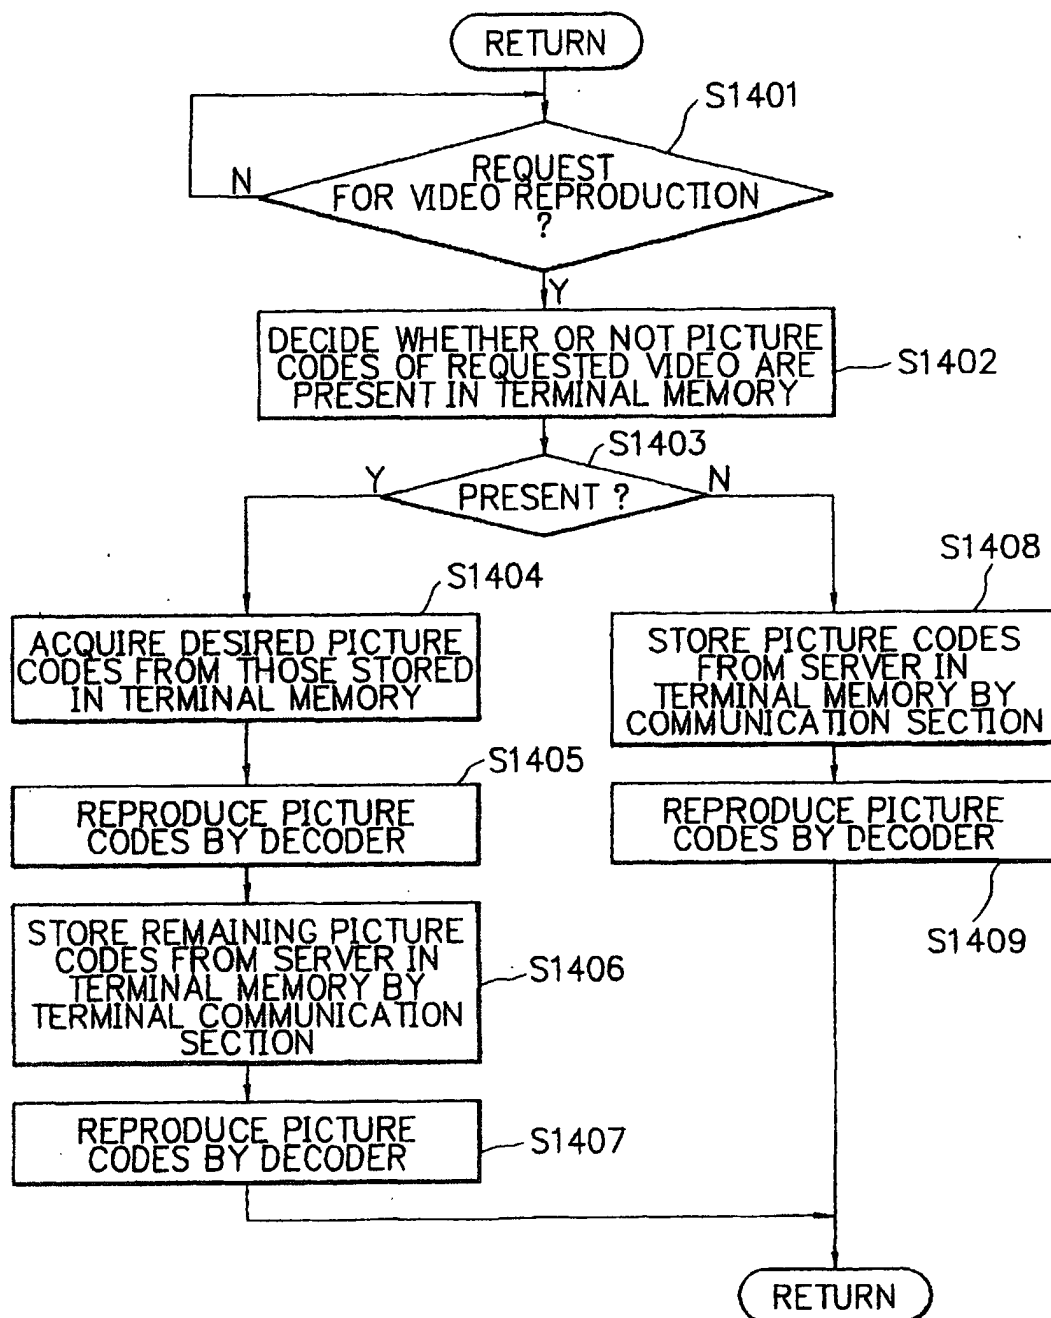 RETURN
S1401
REQUEST
FOR VIDEO REPRODUCTION
?
N
Y
DECIDE WHETHER OR NOT PICTURE
CODES OF REQUESTED VIDEO ARE
PRESENT IN TERMINAL MEMORY
S1402
S1403
Y
PRESENT ?
N
S1404
ACQUIRE DESIRED PICTURE
CODES FROM THOSE STORED
IN TERMINAL MEMORY
S1405
REPRODUCE PICTURE
CODES BY DECODER
STORE REMAINING PICTURE
CODES FROM SERVER IN
TERMINAL MEMORY BY
TERMINAL COMMUNICATION
SECTION
S1406
REPRODUCE PICTURE
CODES BY DECODER
S1407
S1408
STORE PICTURE CODES
FROM SERVER IN
TERMINAL MEMORY BY
COMMUNICATION SECTION
REPRODUCE PICTURE
CODES BY DECODER
S1409
RETURN